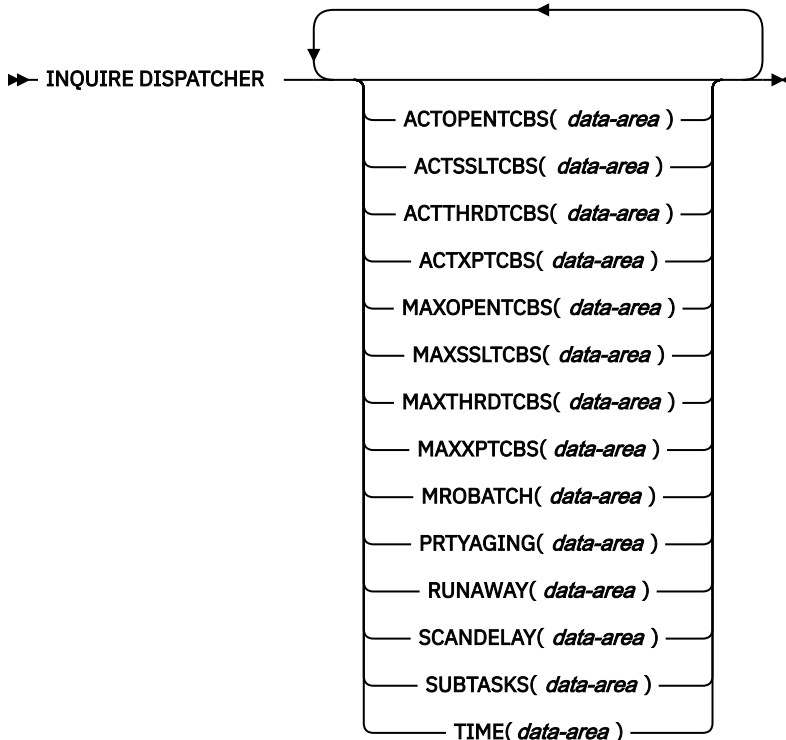 INQUIRE DISPATCHER
ACTOPENTCBS( data-area )
ACTSSLTCBS( data-area )
ACTTHRDTCBS( data-area )
ACTXPTCBS( data-area )
MAXOPENTCBS( data-area )
MAXSSLTCBS( data-area )
MAXTHRDTCBS( data-area )
MAXXPTCBS( data-area )
MROBATCH( data-area )
PRTYAGING( data-area )
RUNAWAY( data-area )
SCANDELAY( data-area )
SUBTASKS( data-area )
TIME( data-area )